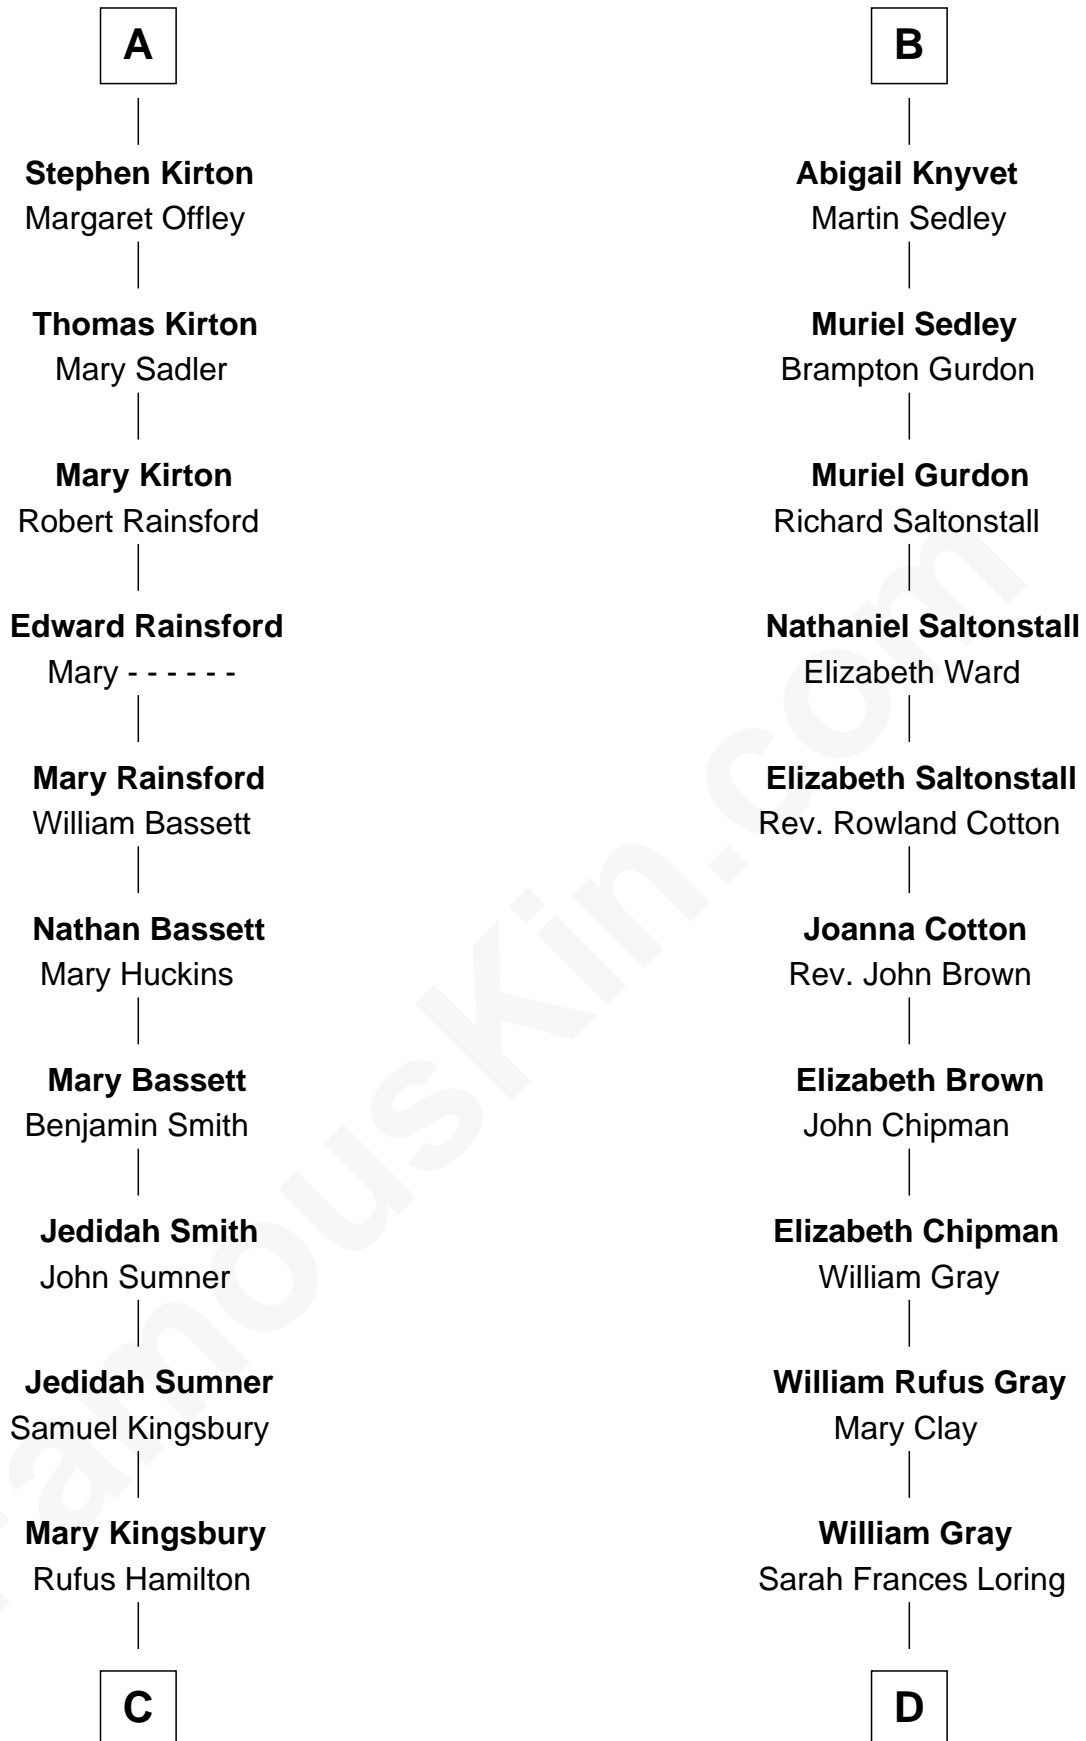 A
Stephen Kirton
Margaret Offley
Thomas Kirton
Mary Sadler
Mary Kirton
Robert Rainsford
Edward Rainsford
Mary - - - - - -
Mary Rainsford
William Bassett
Nathan Bassett
Mary Huckins
Mary Bassett
Benjamin Smith
Jedidah Smith
John Sumner
Jedidah Sumner
Samuel Kingsbury
Mary Kingsbury
Rufus Hamilton
C
B
Abigail Knyvet
Martin Sedley
Muriel Sedley
Brampton Gurdon
Muriel Gurdon
Richard Saltonstall
Nathaniel Saltonstall
Elizabeth Ward
Elizabeth Saltonstall
Rev. Rowland Cotton
Joanna Cotton
Rev. John Brown
Elizabeth Brown
John Chipman
Elizabeth Chipman
William Gray
William Rufus Gray
Mary Clay
William Gray
Sarah Frances Loring
D
FamousKin.com